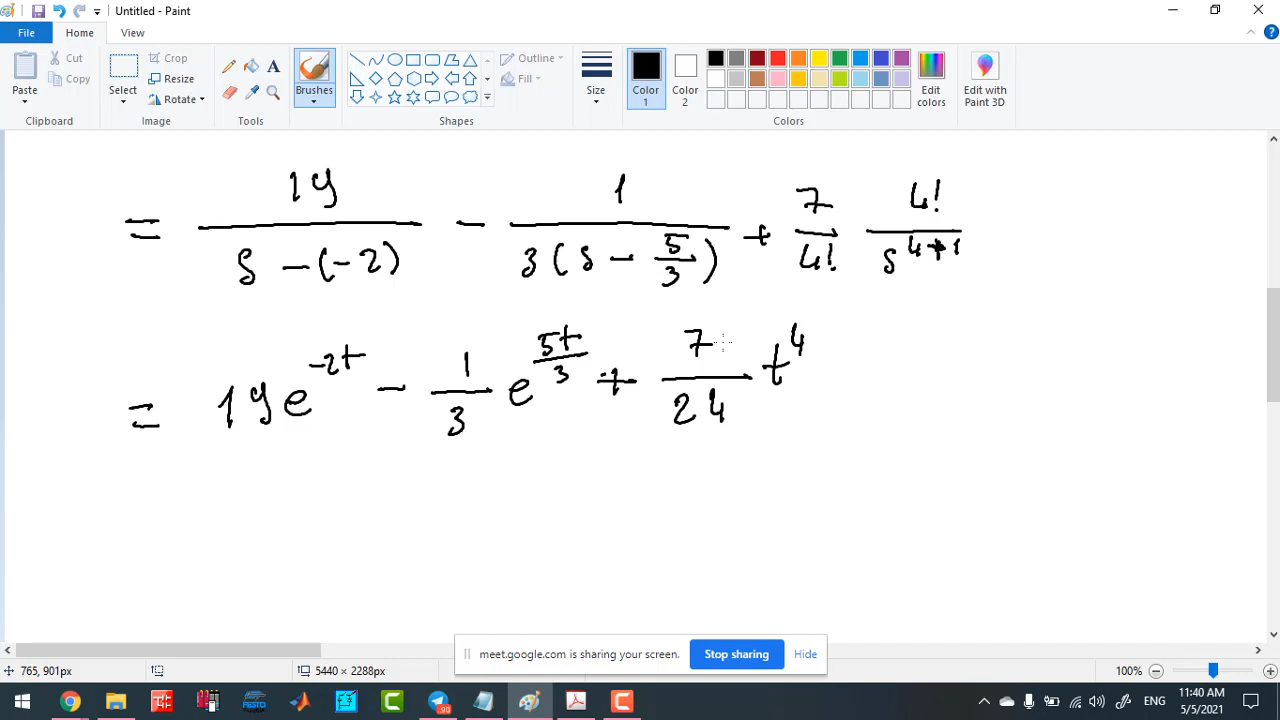 Untitled - Paint
File Home View
Paste Cut Copy
Clipboard
Select Crop Resize Rotate
Image
A
Tools
Brushes
Outline Fill
Shapes
Size
Color 1 Color 2 Edit colors
Colors
Edit with Paint 3D
= 19/(s - (-2)) - 1/(3(s - 5/3)) + 7/4! 4!/s^(4+1)
= 19e^(-2t) - 1/3 e^(5t/3) + 7/24 t^4
meet.google.com is sharing your screen. Stop sharing Hide
765, 901px 5440 × 2288px 100%
ENG 11:40 AM
5/5/2021